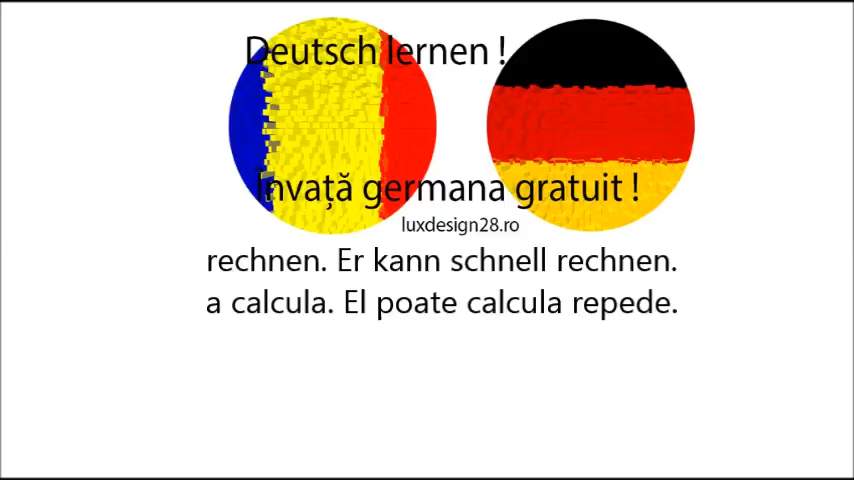 Deutsch lernen !
Invață germana gratuit !
luxdesign28.ro
rechnen. Er kann schnell rechnen.
a calcula. El poate calcula repede.